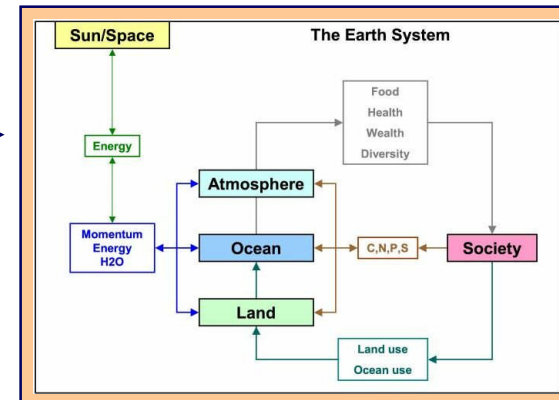 Sun/Space
The Earth System
Food
Health
Wealth
Diversity
Energy
Atmosphere
Momentum
Energy
H2O
Ocean
C,N,P,S
Society
Land
Land use
Ocean use